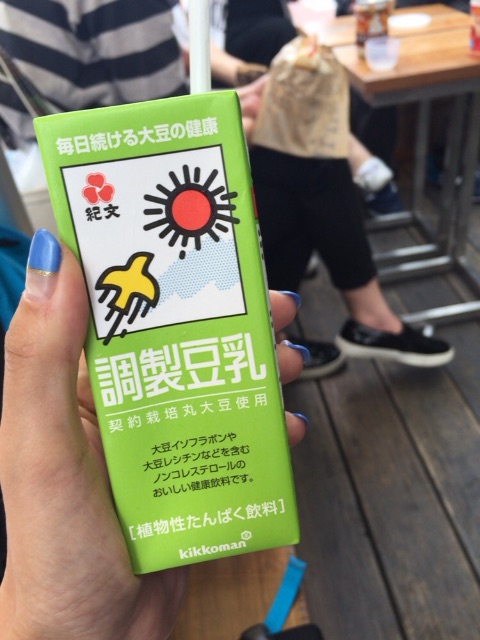 毎日続ける大豆の健康
紀文
調製豆乳
契約栽培丸大豆使用
大豆イソフラボンや
大豆レシチンなどを含む
ノンコレステロールの
おいしい健康飲料です。
[植物性たんぱく飲料]
kikkoman